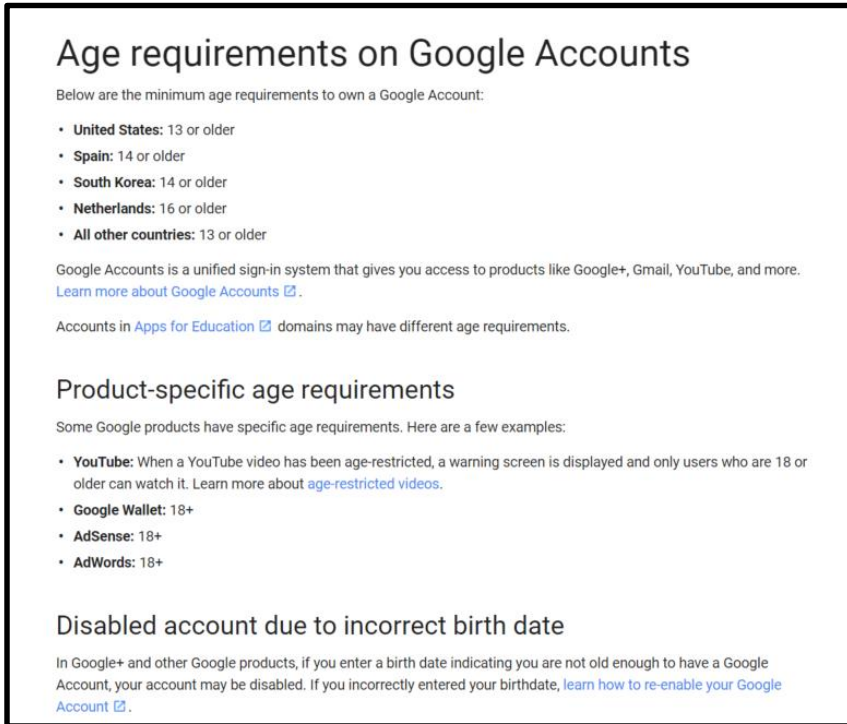 Age requirements on Google Accounts
Below are the minimum age requirements to own a Google Account:
• United States: 13 or older
• Spain: 14 or older
• South Korea: 14 or older
• Netherlands: 16 or older
• All other countries: 13 or older
Google Accounts is a unified sign-in system that gives you access to products like Google+, Gmail, YouTube, and more.
Learn more about Google Accounts.
Accounts in Apps for Education domains may have different age requirements.
Product-specific age requirements
Some Google products have specific age requirements. Here are a few examples:
• YouTube: When a YouTube video has been age-restricted, a warning screen is displayed and only users who are 18 or
older can watch it. Learn more about age-restricted videos.
• Google Wallet: 18+
• AdSense: 18+
• AdWords: 18+
Disabled account due to incorrect birth date
In Google+ and other Google products, if you enter a birth date indicating you are not old enough to have a Google
Account, your account may be disabled. If you incorrectly entered your birthdate, learn how to re-enable your Google
Account.